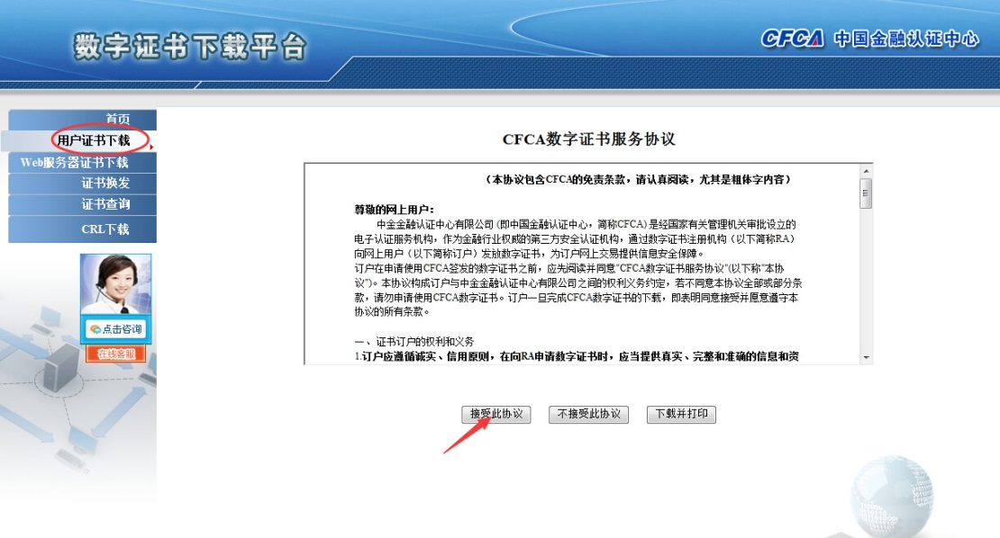 数字证书下载平台
CFCA 中国金融认证中心
首页
用户证书下载
Web服务器证书下载
证书换发
证书查询
CRL下载
点击咨询
在线客服
CFCA数字证书服务协议
（本协议包含CFCA的免责条款，请认真阅读，尤其是粗体字内容）
尊敬的网上用户：
中金金融认证中心有限公司(即中国金融认证中心，简称CFCA)是经国家有关管理机关审批设立的
电子认证服务机构，作为金融行业权威的第三方安全认证机构，通过数字证书注册机构（以下简称RA）
向网上用户（以下简称订户）发放数字证书，为订户网上交易提供信息安全保障。
订户在申请使用CFCA签发的数字证书之前，应先阅读并同意"CFCA数字证书服务协议"(以下称"本协
议")。本协议构成订户与中金金融认证中心有限公司之间的权利义务约定，若不同意本协议全部或部分条
款，请勿申请使用CFCA数字证书。订户一旦完成CFCA数字证书的下载，即表明同意接受并愿意遵守本
协议的所有条款。
一、证书订户的权利和义务
1.订户应遵循诚实、信用原则，在向RA申请数字证书时，应当提供真实、完整和准确的信息和资
接受此协议
不接受此协议
下载并打印